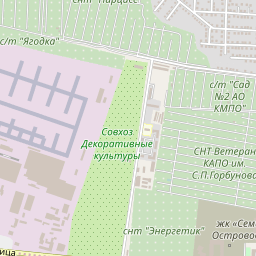 снт "Нарцисс"
с/т "Ягодка"
с/т "Сад
№2 АО
КМПО"
Совхоз
Декоративные
культуры
СНТ Ветеран
КАПО им.
С.П.Горбунова
снт "Энергетик"
жк «Сем
Островов
ица